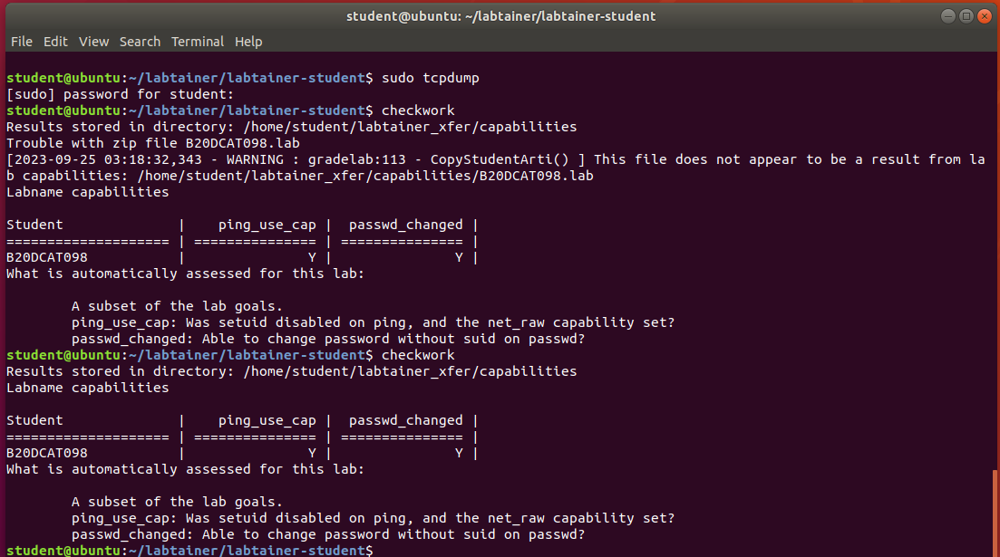 student@ubuntu: ~/labtainer/labtainer-student
File Edit View Search Terminal Help
student@ubuntu:~/labtainer/labtainer-student$ sudo tcpdump
[sudo] password for student:
student@ubuntu:~/labtainer/labtainer-student$ checkwork
Results stored in directory: /home/student/labtainer_xfer/capabilities
Trouble with zip file B20DCAT098.lab
[2023-09-25 03:18:32,343 - WARNING : gradelab:113 - CopyStudentArti() ] This file does not appear to be a result from la
b capabilities: /home/student/labtainer_xfer/capabilities/B20DCAT098.lab
Labname capabilities
Student | ping_use_cap | passwd_changed |
==================== | =============== | =============== |
B20DCAT098 | Y | Y |
What is automatically assessed for this lab:
A subset of the lab goals.
ping_use_cap: Was setuid disabled on ping, and the net_raw capability set?
passwd_changed: Able to change password without suid on passwd?
student@ubuntu:~/labtainer/labtainer-student$ checkwork
Results stored in directory: /home/student/labtainer_xfer/capabilities
Labname capabilities
Student | ping_use_cap | passwd_changed |
==================== | =============== | =============== |
B20DCAT098 | Y | Y |
What is automatically assessed for this lab:
A subset of the lab goals.
ping_use_cap: Was setuid disabled on ping, and the net_raw capability set?
passwd_changed: Able to change password without suid on passwd?
student@ubuntu:~/labtainer/labtainer-student$